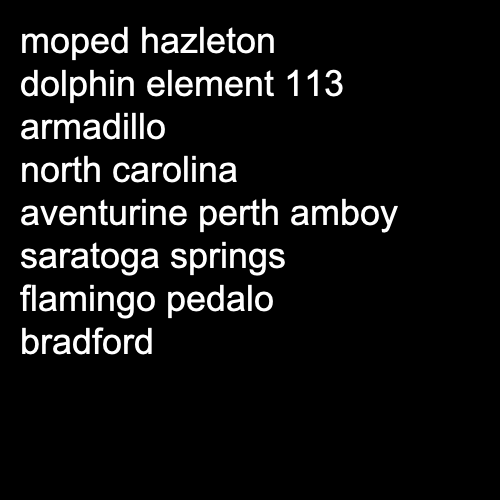 moped hazleton
dolphin element 113
armadillo
north carolina
aventurine perth amboy
saratoga springs
flamingo pedalo
bradford